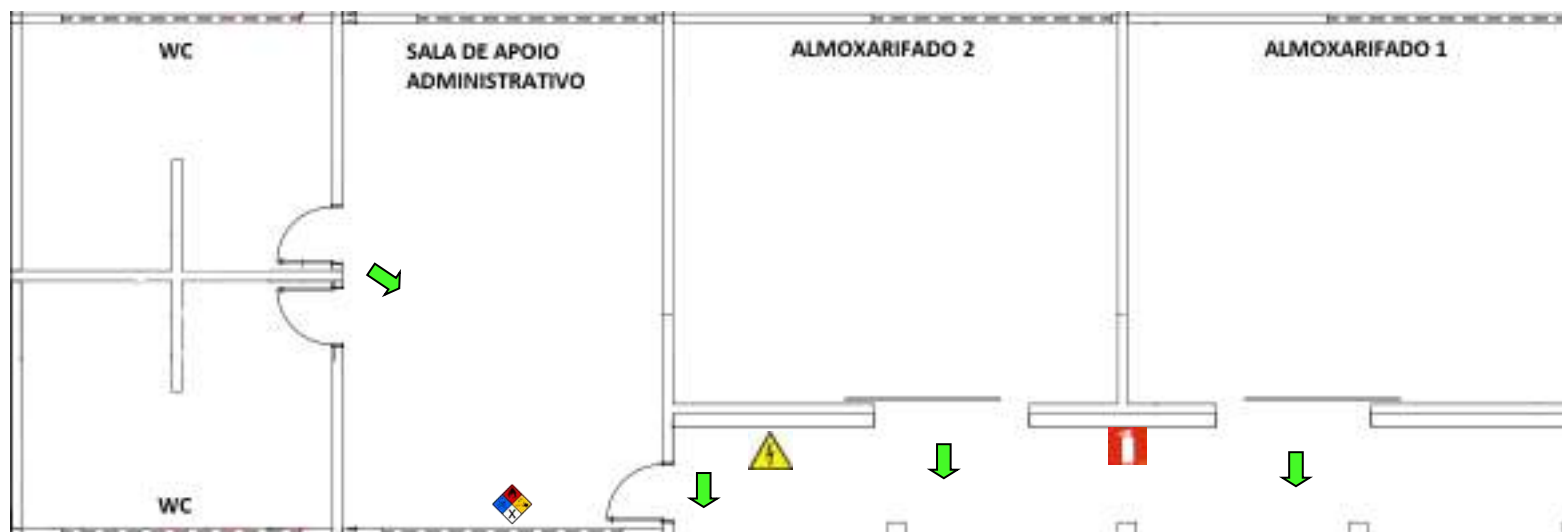 WC
SALA DE APOIO
ADMINISTRATIVO
ALMOXARIFADO 2
ALMOXARIFADO 1
WC
X